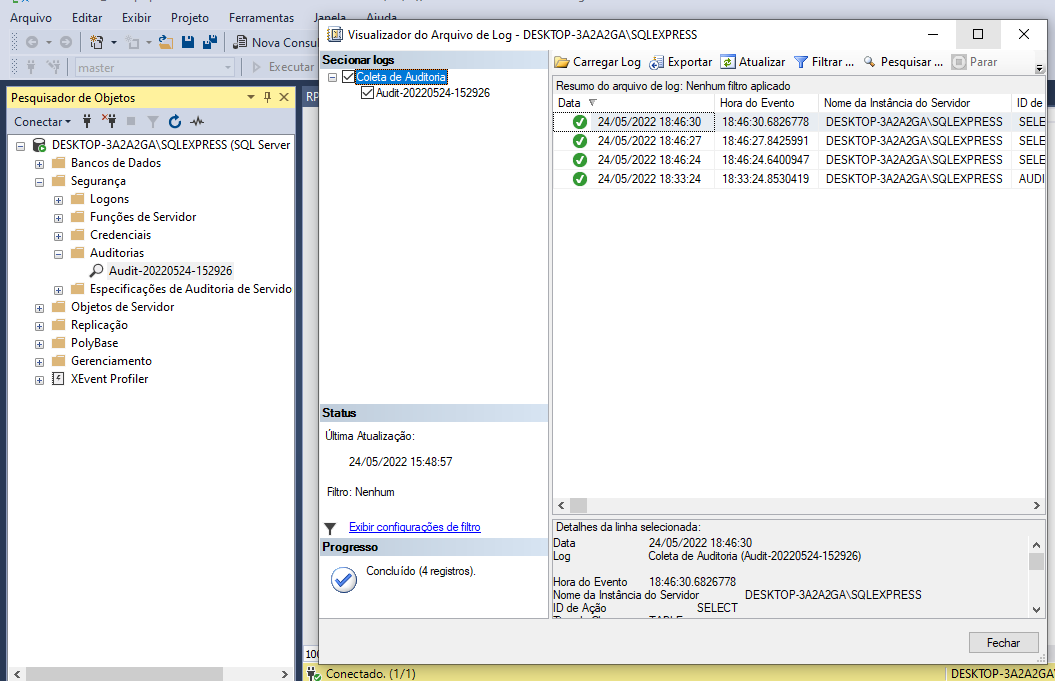 Arquivo Editar Exibir Projeto Ferramentas Janela Ajuda
Nova Consu
master
Executar
Pesquisador de Objetos
Conectar
DESKTOP-3A2A2GA\SQLEXPRESS (SQL Server
Bancos de Dados
Segurança
Logons
Funções de Servidor
Credenciais
Auditorias
Audit-20220524-152926
Especificações de Auditoria de Servido
Objetos de Servidor
Replicação
PolyBase
Gerenciamento
XEvent Profiler
RP
Visualizador do Arquivo de Log - DESKTOP-3A2A2GA\SQLEXPRESS
Secionar logs
Coleta de Auditoria
Audit-20220524-152926
Status
Última Atualização:
24/05/2022 15:48:57
Filtro: Nenhum
Exibir configurações de filtro
Progresso
Concluído (4 registros).
Carregar Log Exportar Atualizar Filtrar ... Pesquisar ... Parar
Resumo do arquivo de log: Nenhum filtro aplicado
Data Hora do Evento Nome da Instância do Servidor ID de
24/05/2022 18:46:30 18:46:30.6826778 DESKTOP-3A2A2GA\SQLEXPRESS SELE
24/05/2022 18:46:27 18:46:27.8425991 DESKTOP-3A2A2GA\SQLEXPRESS SELE
24/05/2022 18:46:24 18:46:24.6400947 DESKTOP-3A2A2GA\SQLEXPRESS SELE
24/05/2022 18:33:24 18:33:24.8530419 DESKTOP-3A2A2GA\SQLEXPRESS AUDI
Detalhes da linha selecionada:
Data 24/05/2022 18:46:30
Log Coleta de Auditoria (Audit-20220524-152926)
Hora do Evento 18:46:30.6826778
Nome da Instância do Servidor DESKTOP-3A2A2GA\SQLEXPRESS
ID de Ação SELECT
Fechar
100
Conectado. (1/1) DESKTOP-3A2A2GA